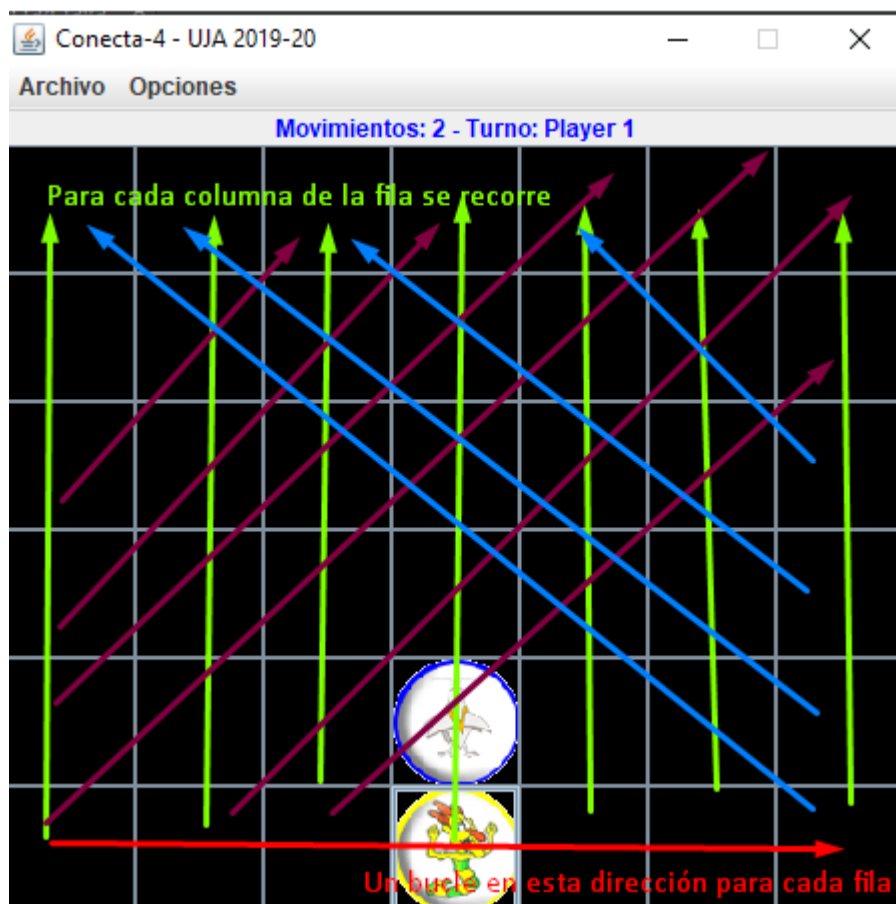 Conecta-4 - UJA 2019-20
Archivo Opciones
Movimientos: 2 - Turno: Player 1
Para cada columna de la fila se recorre
Un bucle en esta dirección para cada fila